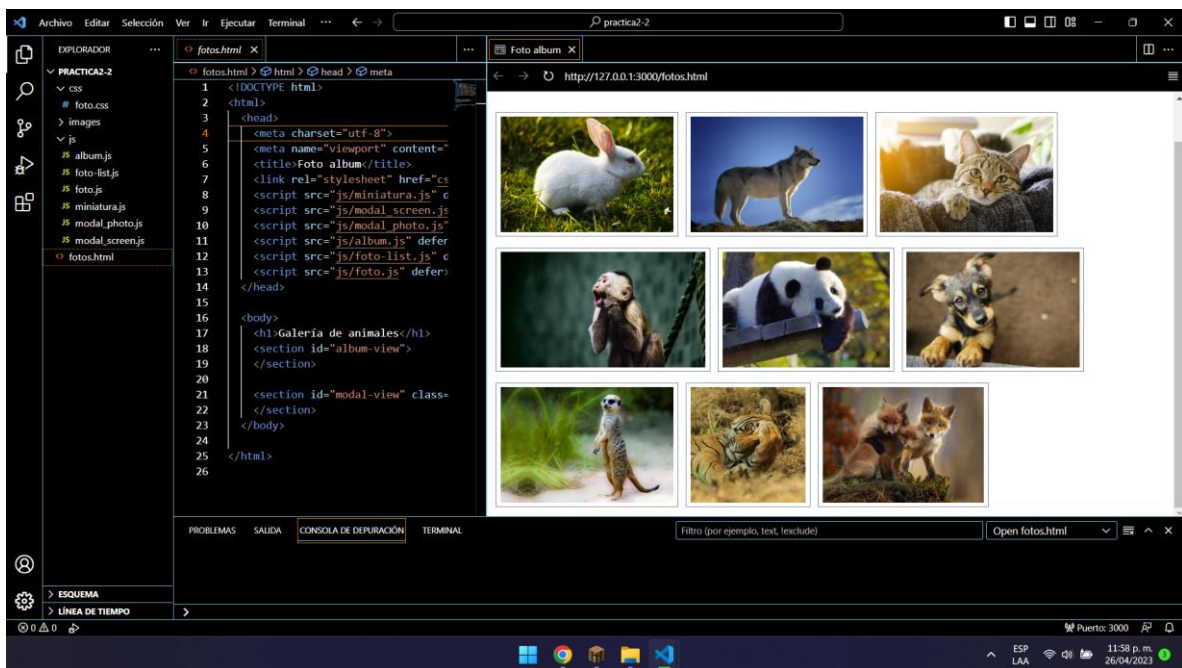 Archivo Editar Selección Ver Ir Ejecutar Terminal ··· practica2-2
EXPLORADOR ···
PRACTICA2-2
css
# foto.css
images
js
JS album.js
JS foto-list.js
JS foto.js
JS miniatura.js
JS modal_photo.js
JS modal_screen.js
<> fotos.html
ESQUEMA
LÍNEA DE TIEMPO
<> fotos.html ···
<> fotos.html > html > head > meta
1 <!DOCTYPE html>
2 <html>
3 <head>
4 <meta charset="utf-8">
5 <meta name="viewport" content="
6 <title>Foto album</title>
7 <link rel="stylesheet" href="cs
8 <script src="js/miniatura.js" d
9 <script src="js/modal_screen.js
10 <script src="js/modal_photo.js"
11 <script src="js/album.js" defer
12 <script src="js/foto-list.js" d
13 <script src="js/foto.js" defer>
14 </head>
15
16 <body>
17 <h1>Galería de animales</h1>
18 <section id="album-view">
19 </section>
20
21 <section id="modal-view" class=
22 </section>
23 </body>
24
25 </html>
26
Foto album ···
http://127.0.0.1:3000/fotos.html
PROBLEMAS SALIDA CONSOLA DE DEPURACIÓN TERMINAL Filtro (por ejemplo, text, !exclude) Open fotos.html
>
0 0 Puerto: 3000
ESP 11:58 p. m.
LAA 26/04/2023 3